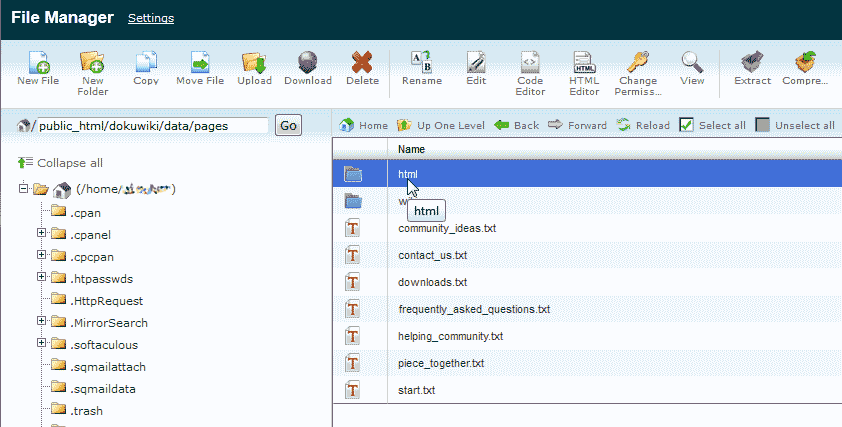 File Manager Settings
New File New Folder Copy Move File Upload Download Delete Rename Edit Code Editor HTML Editor Change Permiss... View Extract Compre...
/ public_html/dokuwiki/data/pages Go
Home Up One Level Back Forward Reload Select all Unselect all
Collapse all
(/home/ )
.cpan
.cpanel
.cpcpan
.htpasswds
.HttpRequest
.MirrorSearch
.softaculous
.sqmailattach
.sqmaildata
.trash
Name
html
html
community_ideas.txt
contact_us.txt
downloads.txt
frequently_asked_questions.txt
helping_community.txt
piece_together.txt
start.txt